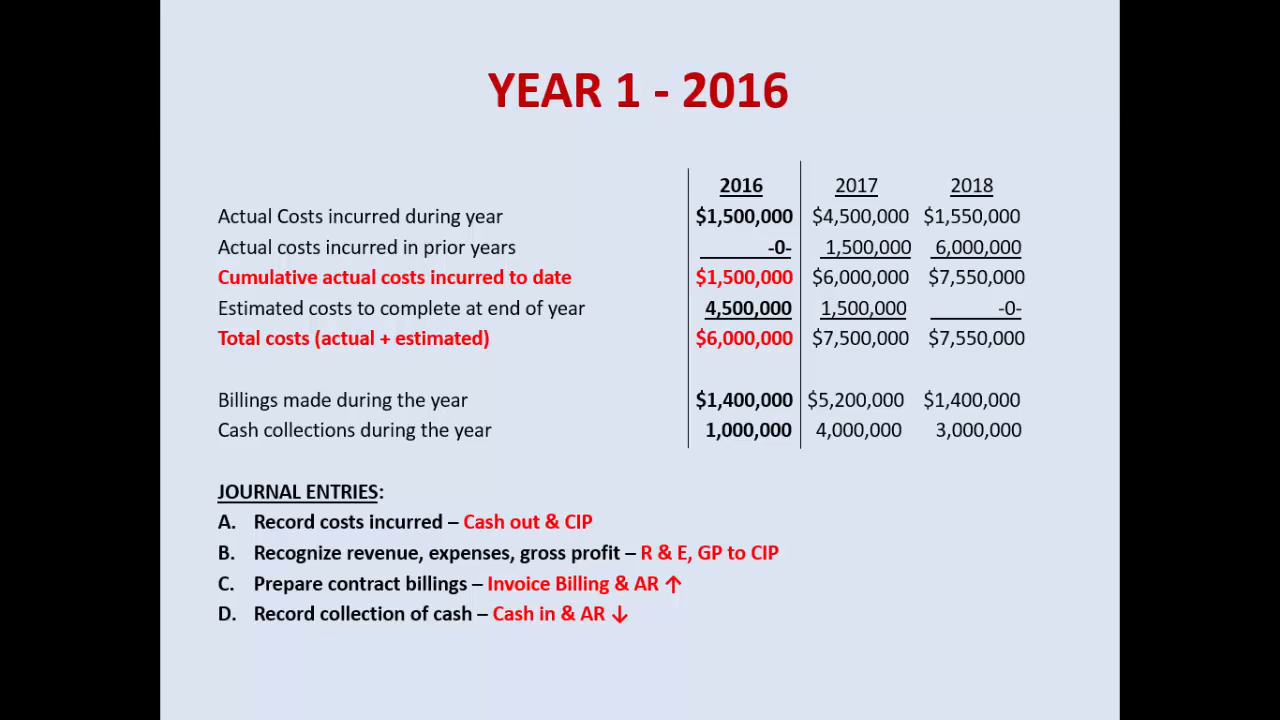 YEAR 1 - 2016
2016 2017 2018
Actual Costs incurred during year $1,500,000 $4,500,000 $1,550,000
Actual costs incurred in prior years -0- 1,500,000 6,000,000
Cumulative actual costs incurred to date $1,500,000 $6,000,000 $7,550,000
Estimated costs to complete at end of year 4,500,000 1,500,000 -0-
Total costs (actual + estimated) $6,000,000 $7,500,000 $7,550,000
Billings made during the year $1,400,000 $5,200,000 $1,400,000
Cash collections during the year 1,000,000 4,000,000 3,000,000
JOURNAL ENTRIES:
A. Record costs incurred – Cash out & CIP
B. Recognize revenue, expenses, gross profit – R & E, GP to CIP
C. Prepare contract billings – Invoice Billing & AR ↑
D. Record collection of cash – Cash in & AR ↓